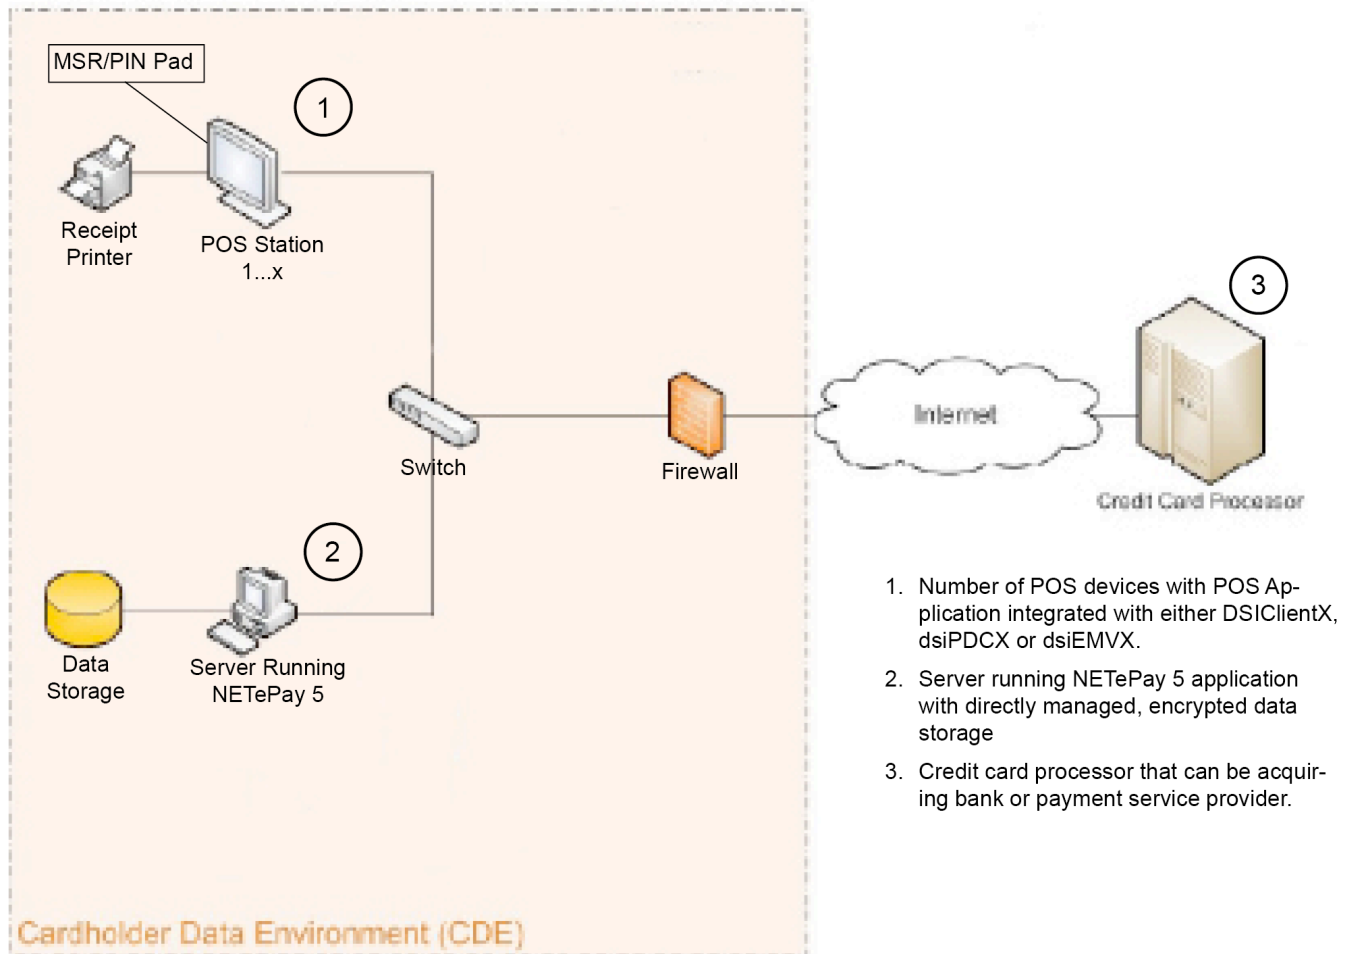 MSR/PIN Pad
1
Receipt
Printer
POS Station
1...x
3
Switch
Firewall
Internet
Credit Card Processor
2
Data
Storage
Server Running
NETePay 5
1. Number of POS devices with POS Ap-
plication integrated with either DSIClientX,
dsiPDCX or dsiEMVX.
2. Server running NETePay 5 application
with directly managed, encrypted data
storage
3. Credit card processor that can be acquir-
ing bank or payment service provider.
Cardholder Data Environment (CDE)